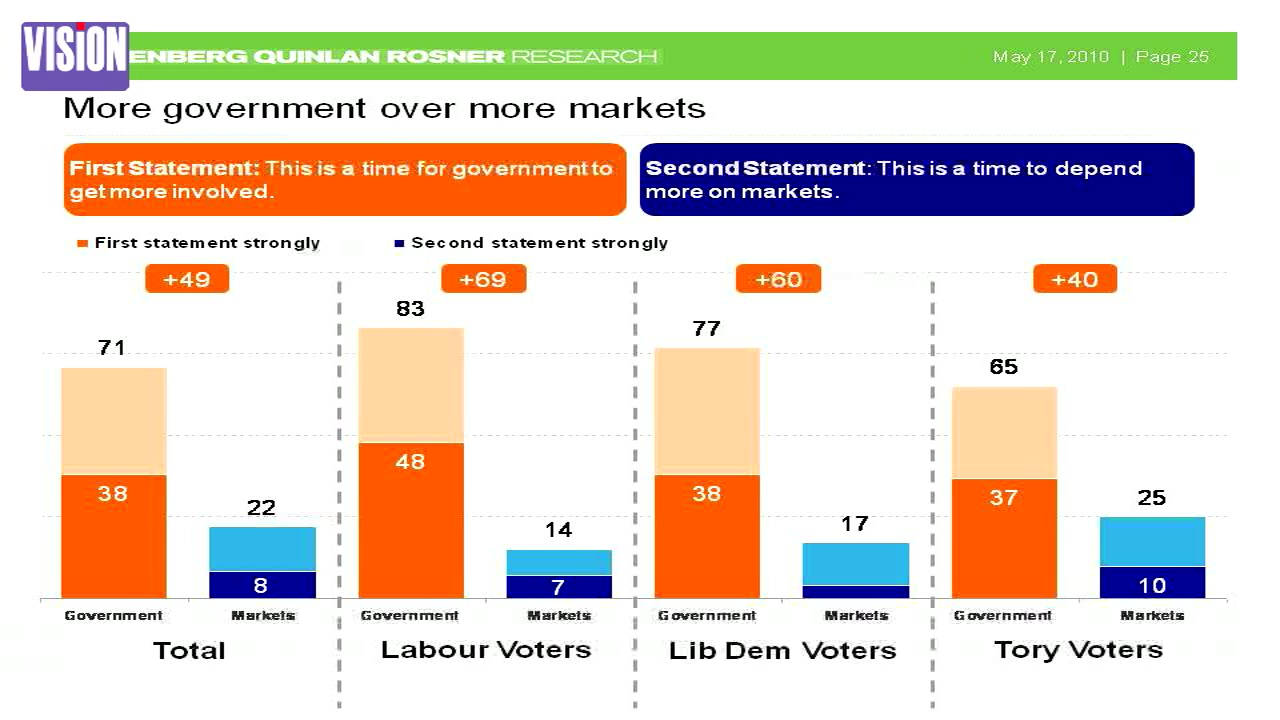 VISION
ENBERG QUINLAN ROSNER RESEARCH
May 17, 2010 | Page 25
More government over more markets
First Statement: This is a time for government to
get more involved.
Second Statement: This is a time to depend
more on markets.
First statement strongly
Second statement strongly
+49
+69
+60
+40
71
38
22
8
83
48
14
7
77
38
17
65
37
25
10
Government
Markets
Government
Markets
Government
Markets
Government
Markets
Total
Labour Voters
Lib Dem Voters
Tory Voters